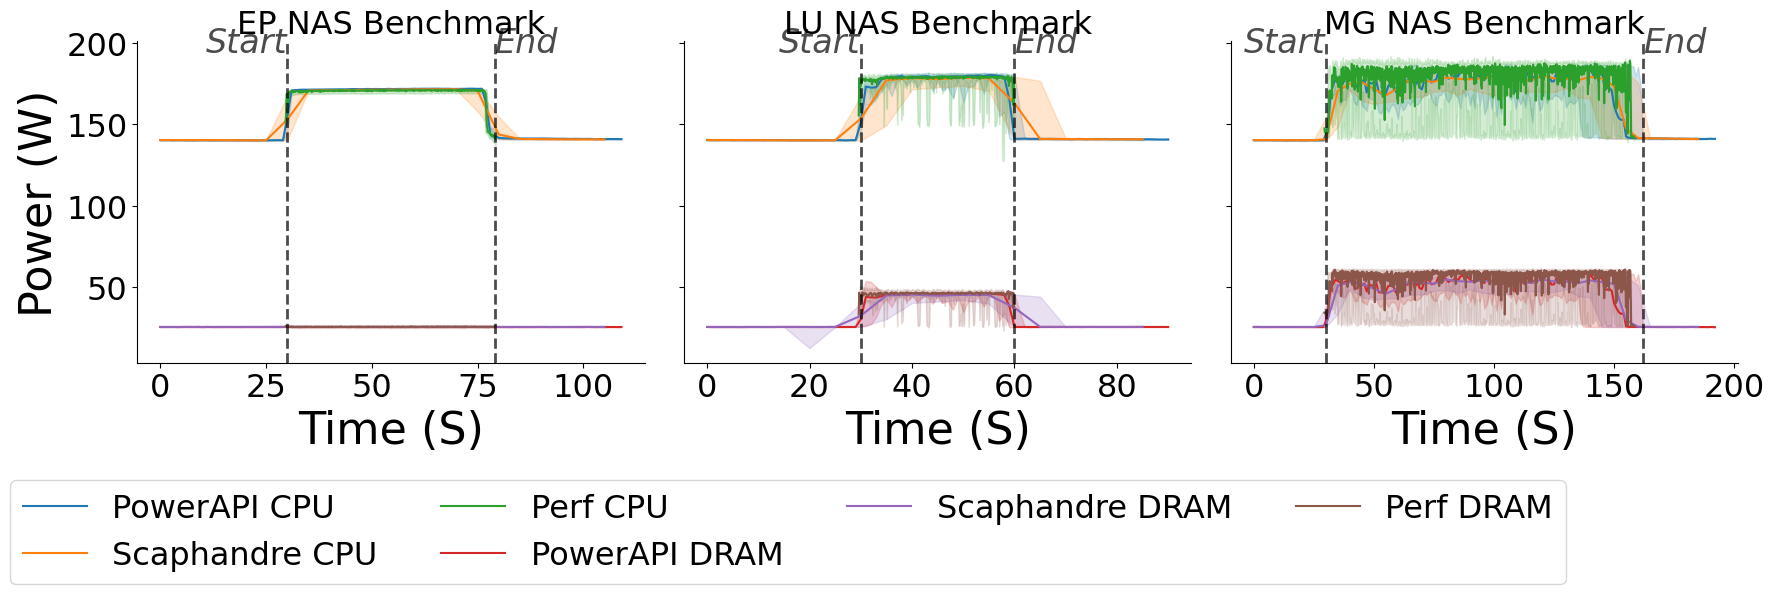 EP NAS Benchmark
LU NAS Benchmark
MG NAS Benchmark
Start
End
Start
End
Start
End
Power (W)
200
150
100
50
0 25 50 75 100
0 20 40 60 80
0 50 100 150 200
Time (S)
Time (S)
Time (S)
PowerAPI CPU
Perf CPU
Scaphandre DRAM
Perf DRAM
Scaphandre CPU
PowerAPI DRAM